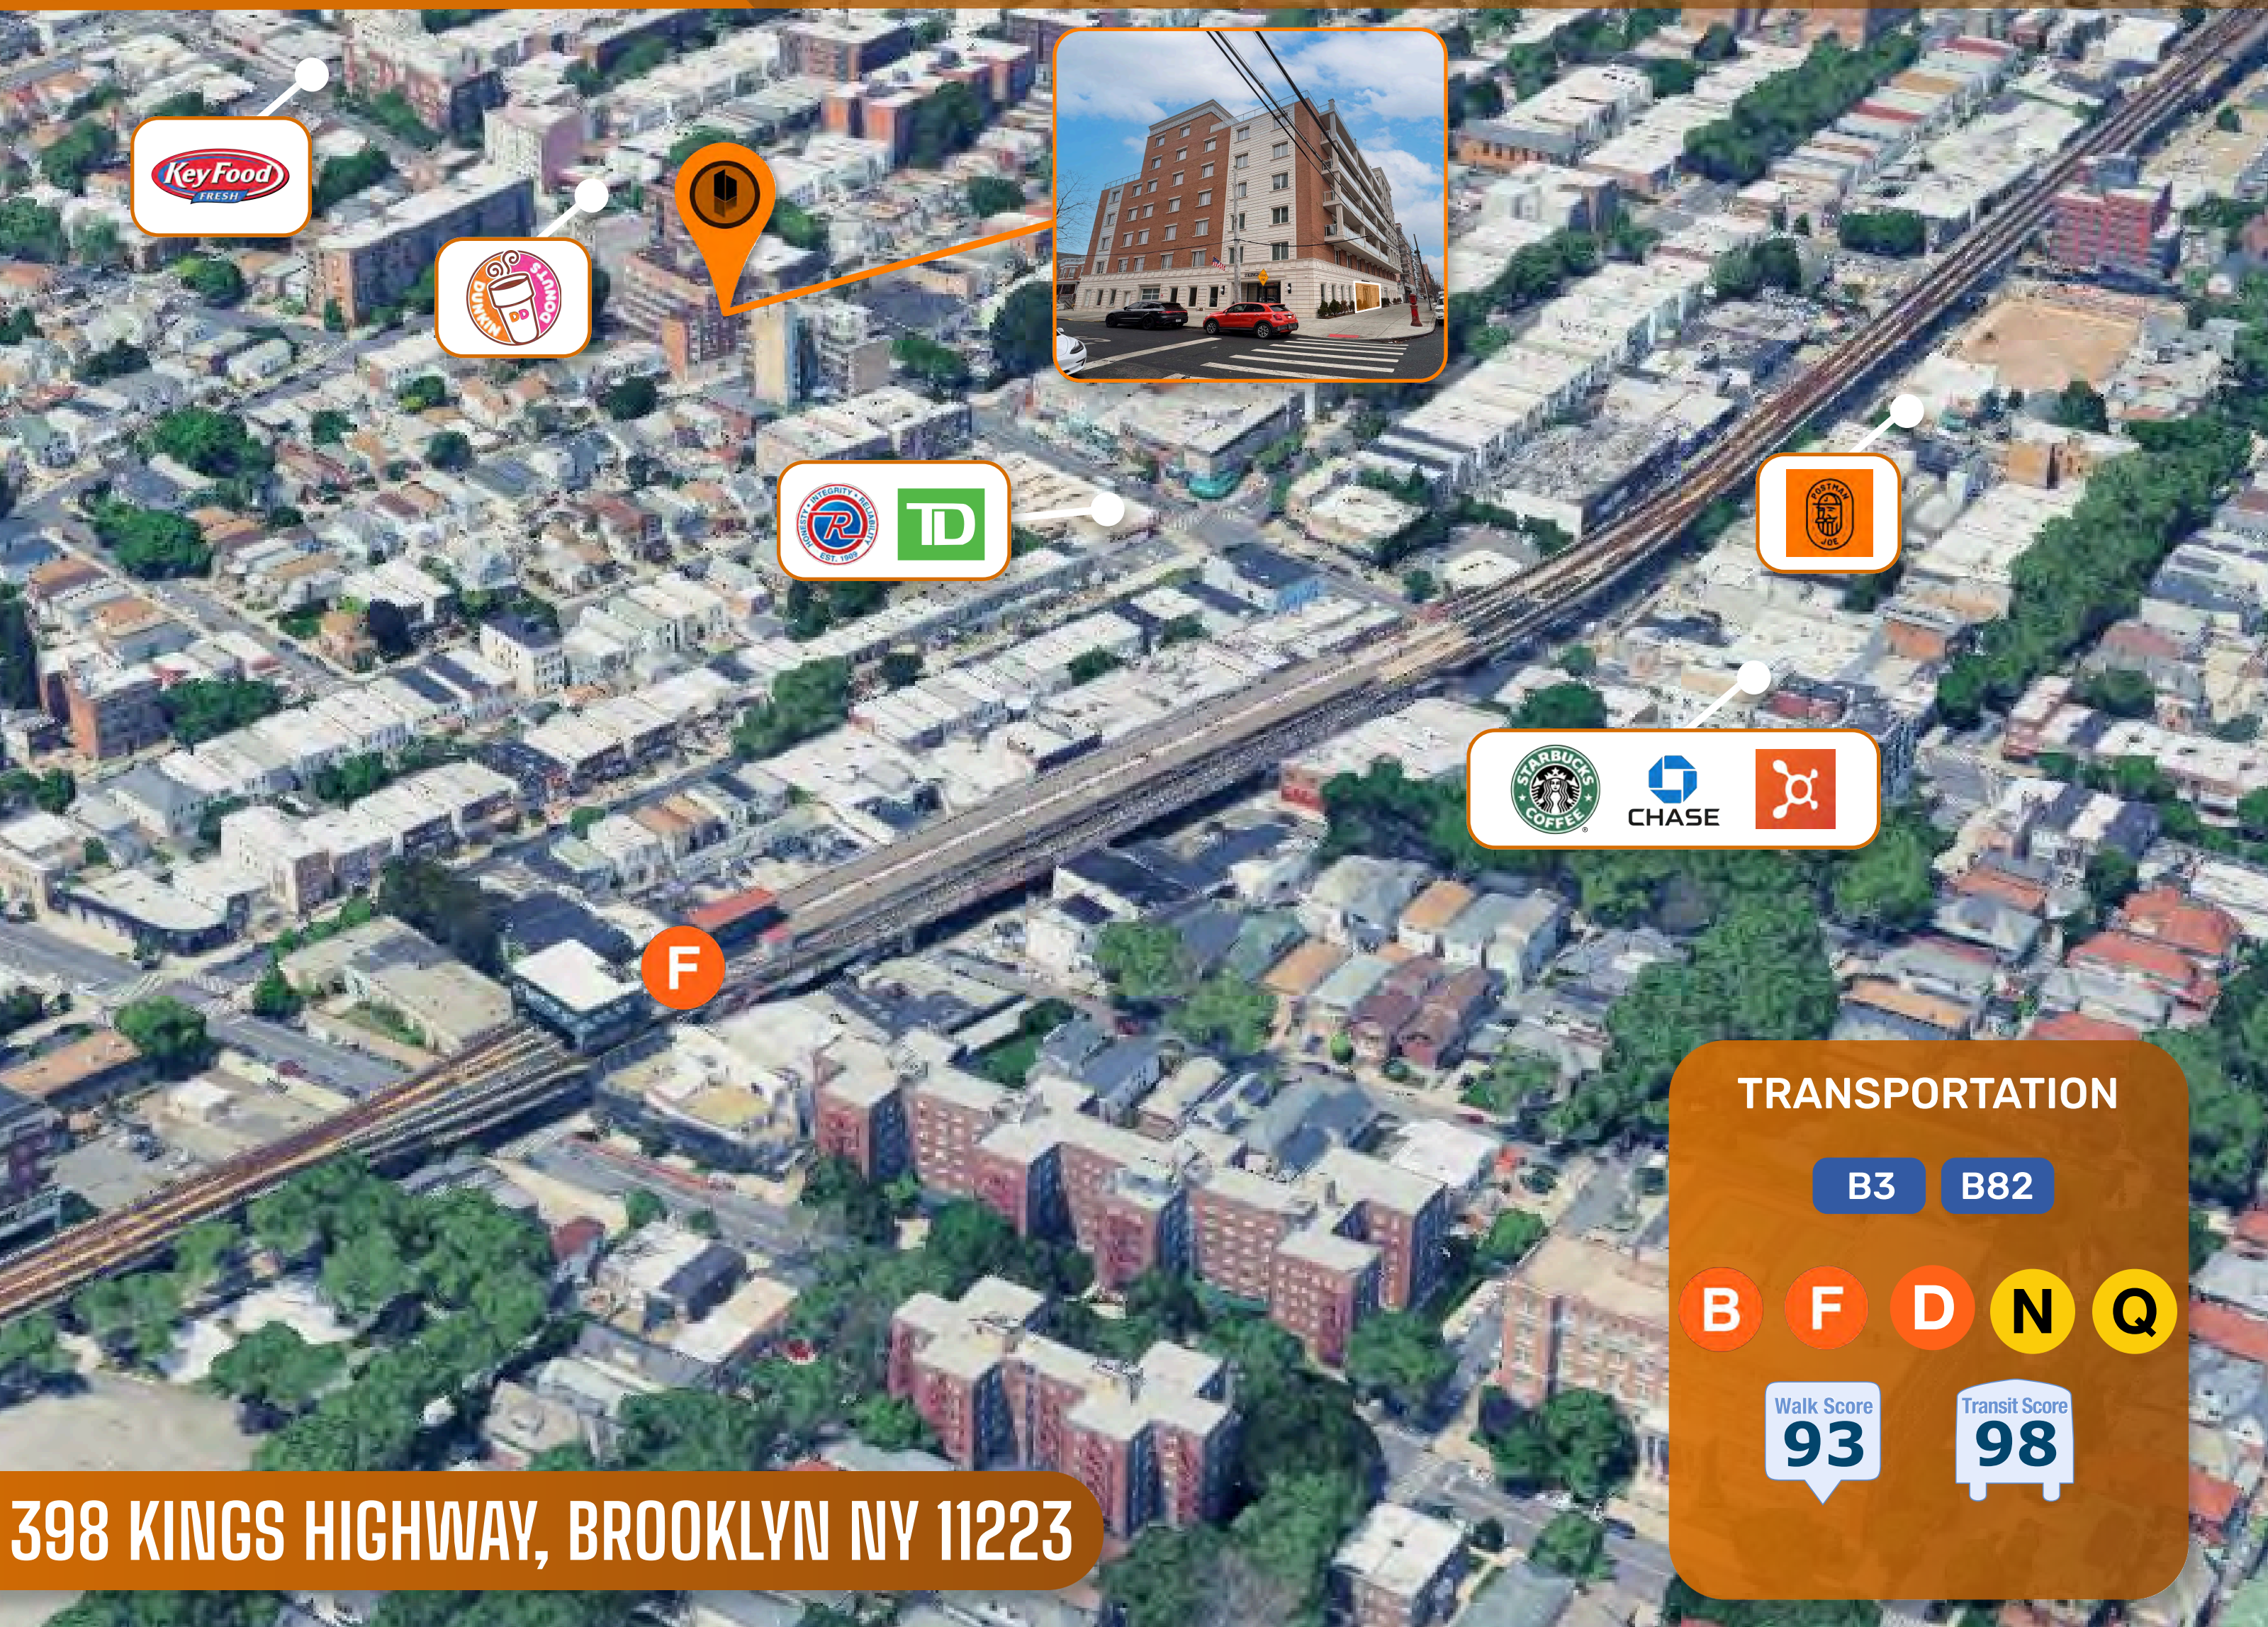 Key Food
FRESH
DUNKIN DONUTS
DD
HONESTY • INTEGRITY • RELIABILITY
R
EST. 1909
TD
POSTMAN
JOE
STARBUCKS
COFFEE
®
CHASE
F
TRANSPORTATION
B3 B82
B F D N Q
Walk Score Transit Score
93 98
398 KINGS HIGHWAY, BROOKLYN NY 11223